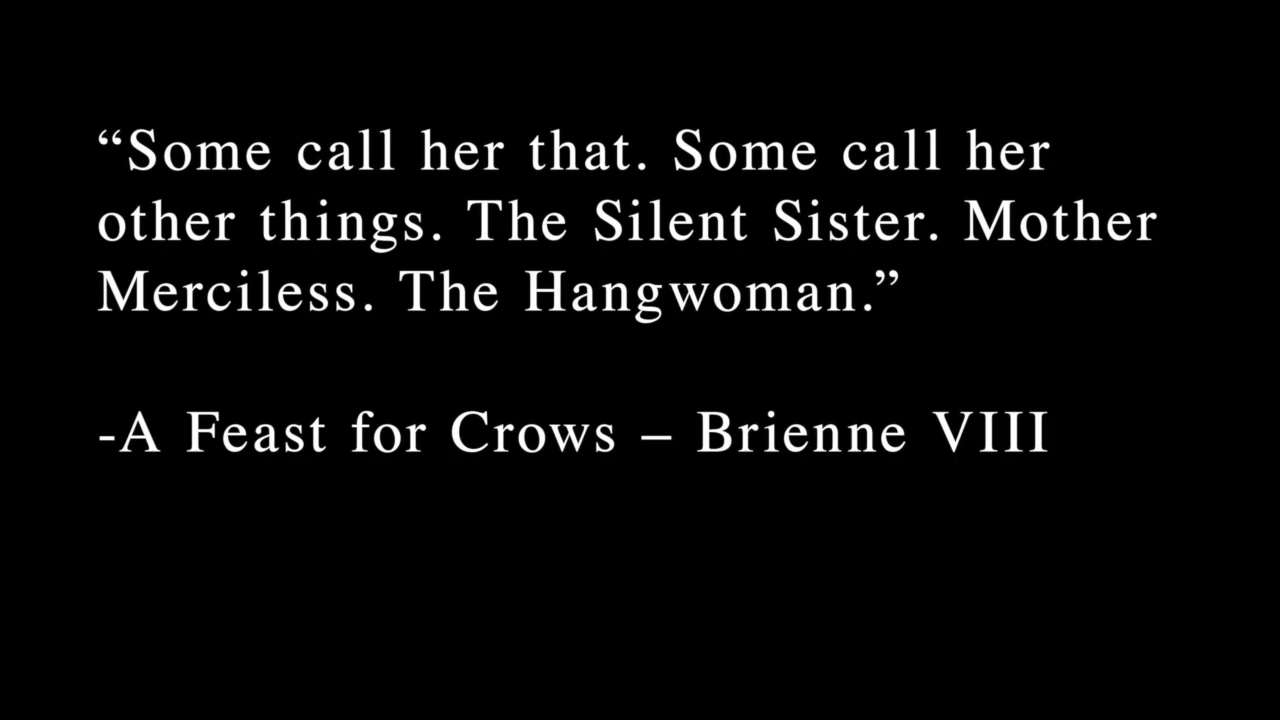 “Some call her that. Some call her
other things. The Silent Sister. Mother
Merciless. The Hangwoman.”
-A Feast for Crows – Brienne VIII